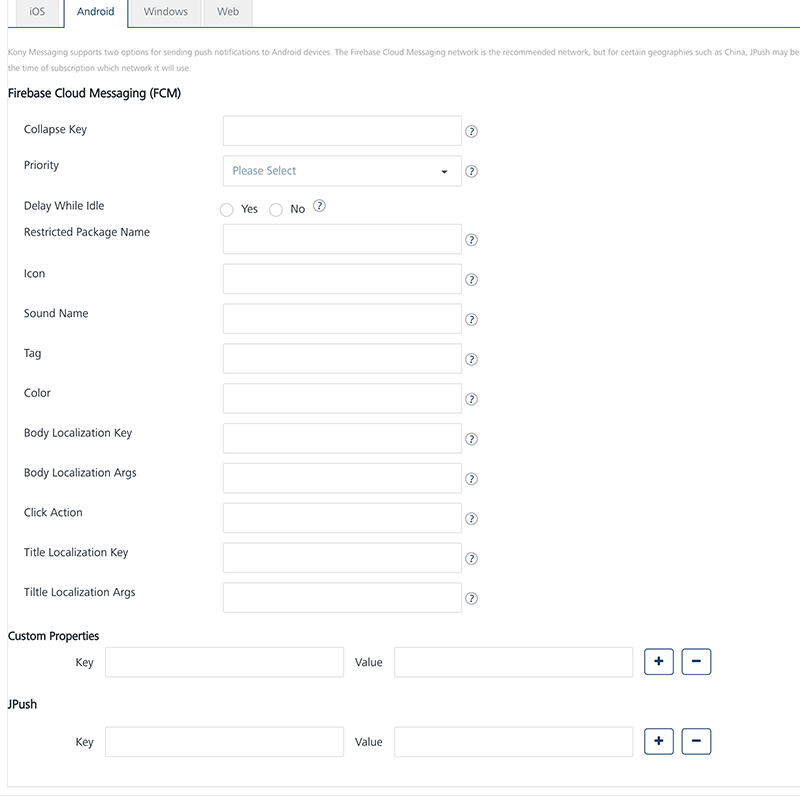 iOS Android Windows Web
Kony Messaging supports two options for sending push notifications to Android devices. The Firebase Cloud Messaging network is the recommended network, but for certain geographies such as China, JPush may be
the time of subscription which network it will use.
Firebase Cloud Messaging (FCM)
Collapse Key ?
Priority Please Select ?
Delay While Idle Yes No ?
Restricted Package Name ?
Icon ?
Sound Name ?
Tag ?
Color ?
Body Localization Key ?
Body Localization Args ?
Click Action ?
Title Localization Key ?
Tiltle Localization Args ?
Custom Properties
Key Value + −
JPush
Key Value + −